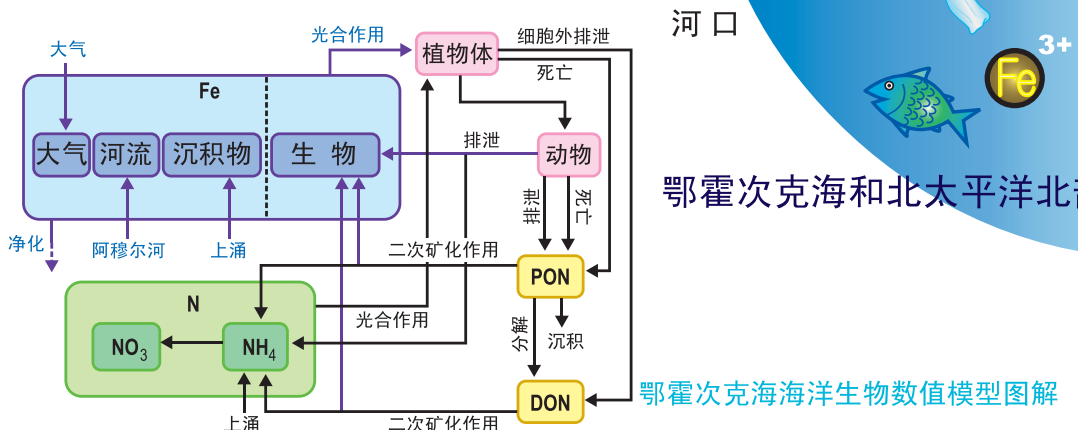 河口
3+
Fe
鄂霍次克海和北太平洋北
鄂霍次克海海洋生物数值模型图解
大气
光合作用
植物体
细胞外排泄
死亡
Fe
大气
河流
沉积物
生物
排泄
动物
净化
阿穆尔河
上涌
排泄
死亡
二次矿化作用
PON
N
光合作用
分解
沉积
NO3
NH4
DON
上涌
二次矿化作用